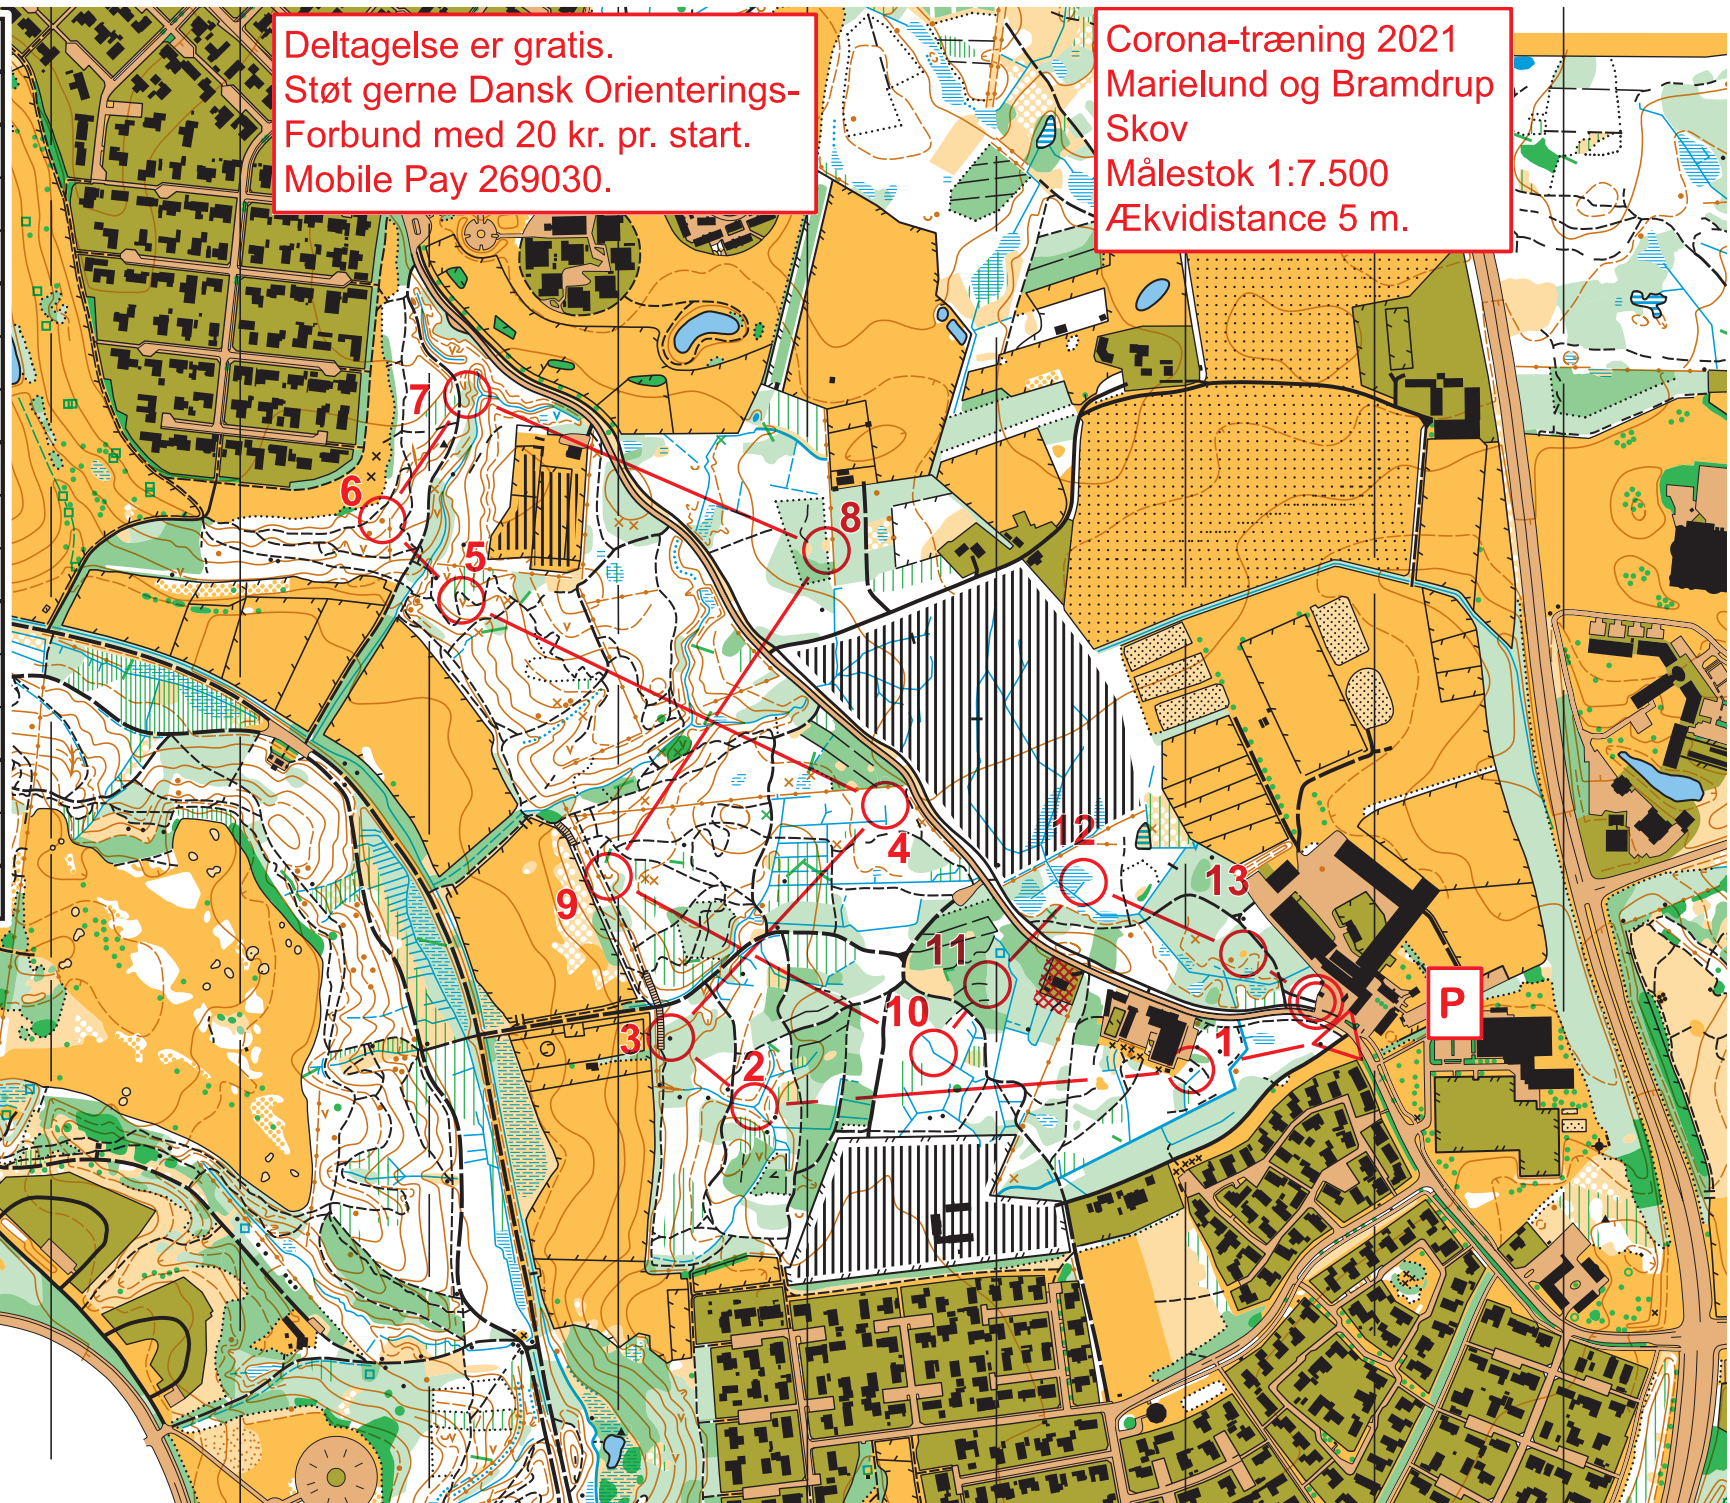 Deltagelse er gratis.
Støt gerne Dansk Orienterings-
Forbund med 20 kr. pr. start.
Mobile Pay 269030.
Corona-træning 2021
Marielund og Bramdrup
Skov
Målestok 1:7.500
Ækvidistance 5 m.
7
6
8
5
12
4
13
9
11
10
P
3
1
2